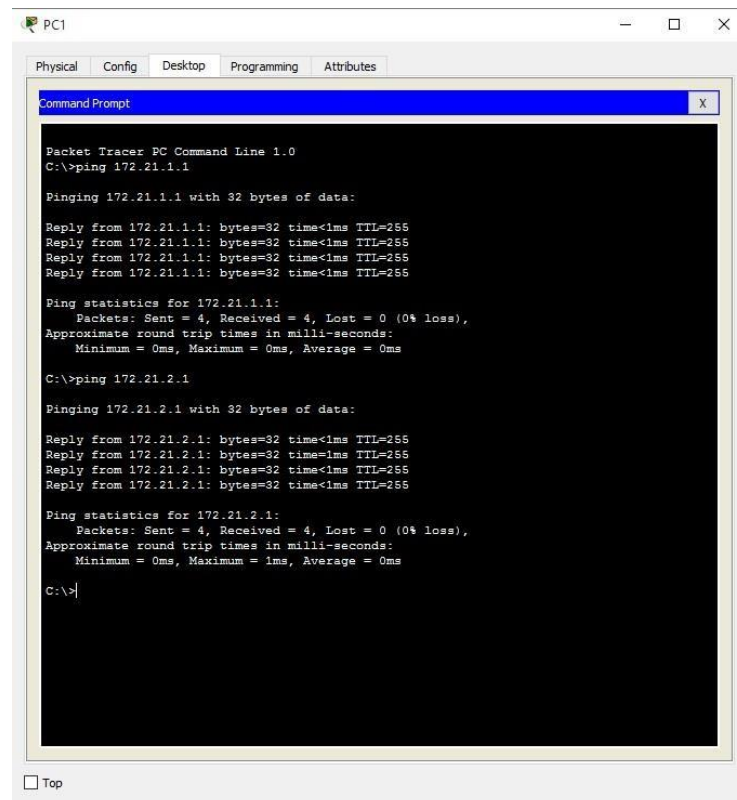 PC1
Physical Config Desktop Programming Attributes
Command Prompt
X
Packet Tracer PC Command Line 1.0
C:\>ping 172.21.1.1
Pinging 172.21.1.1 with 32 bytes of data:
Reply from 172.21.1.1: bytes=32 time<1ms TTL=255
Reply from 172.21.1.1: bytes=32 time<1ms TTL=255
Reply from 172.21.1.1: bytes=32 time<1ms TTL=255
Reply from 172.21.1.1: bytes=32 time<1ms TTL=255
Ping statistics for 172.21.1.1:
Packets: Sent = 4, Received = 4, Lost = 0 (0% loss),
Approximate round trip times in milli-seconds:
Minimum = 0ms, Maximum = 0ms, Average = 0ms
C:\>ping 172.21.2.1
Pinging 172.21.2.1 with 32 bytes of data:
Reply from 172.21.2.1: bytes=32 time<1ms TTL=255
Reply from 172.21.2.1: bytes=32 time=1ms TTL=255
Reply from 172.21.2.1: bytes=32 time<1ms TTL=255
Reply from 172.21.2.1: bytes=32 time<1ms TTL=255
Ping statistics for 172.21.2.1:
Packets: Sent = 4, Received = 4, Lost = 0 (0% loss),
Approximate round trip times in milli-seconds:
Minimum = 0ms, Maximum = 1ms, Average = 0ms
C:\>
Top